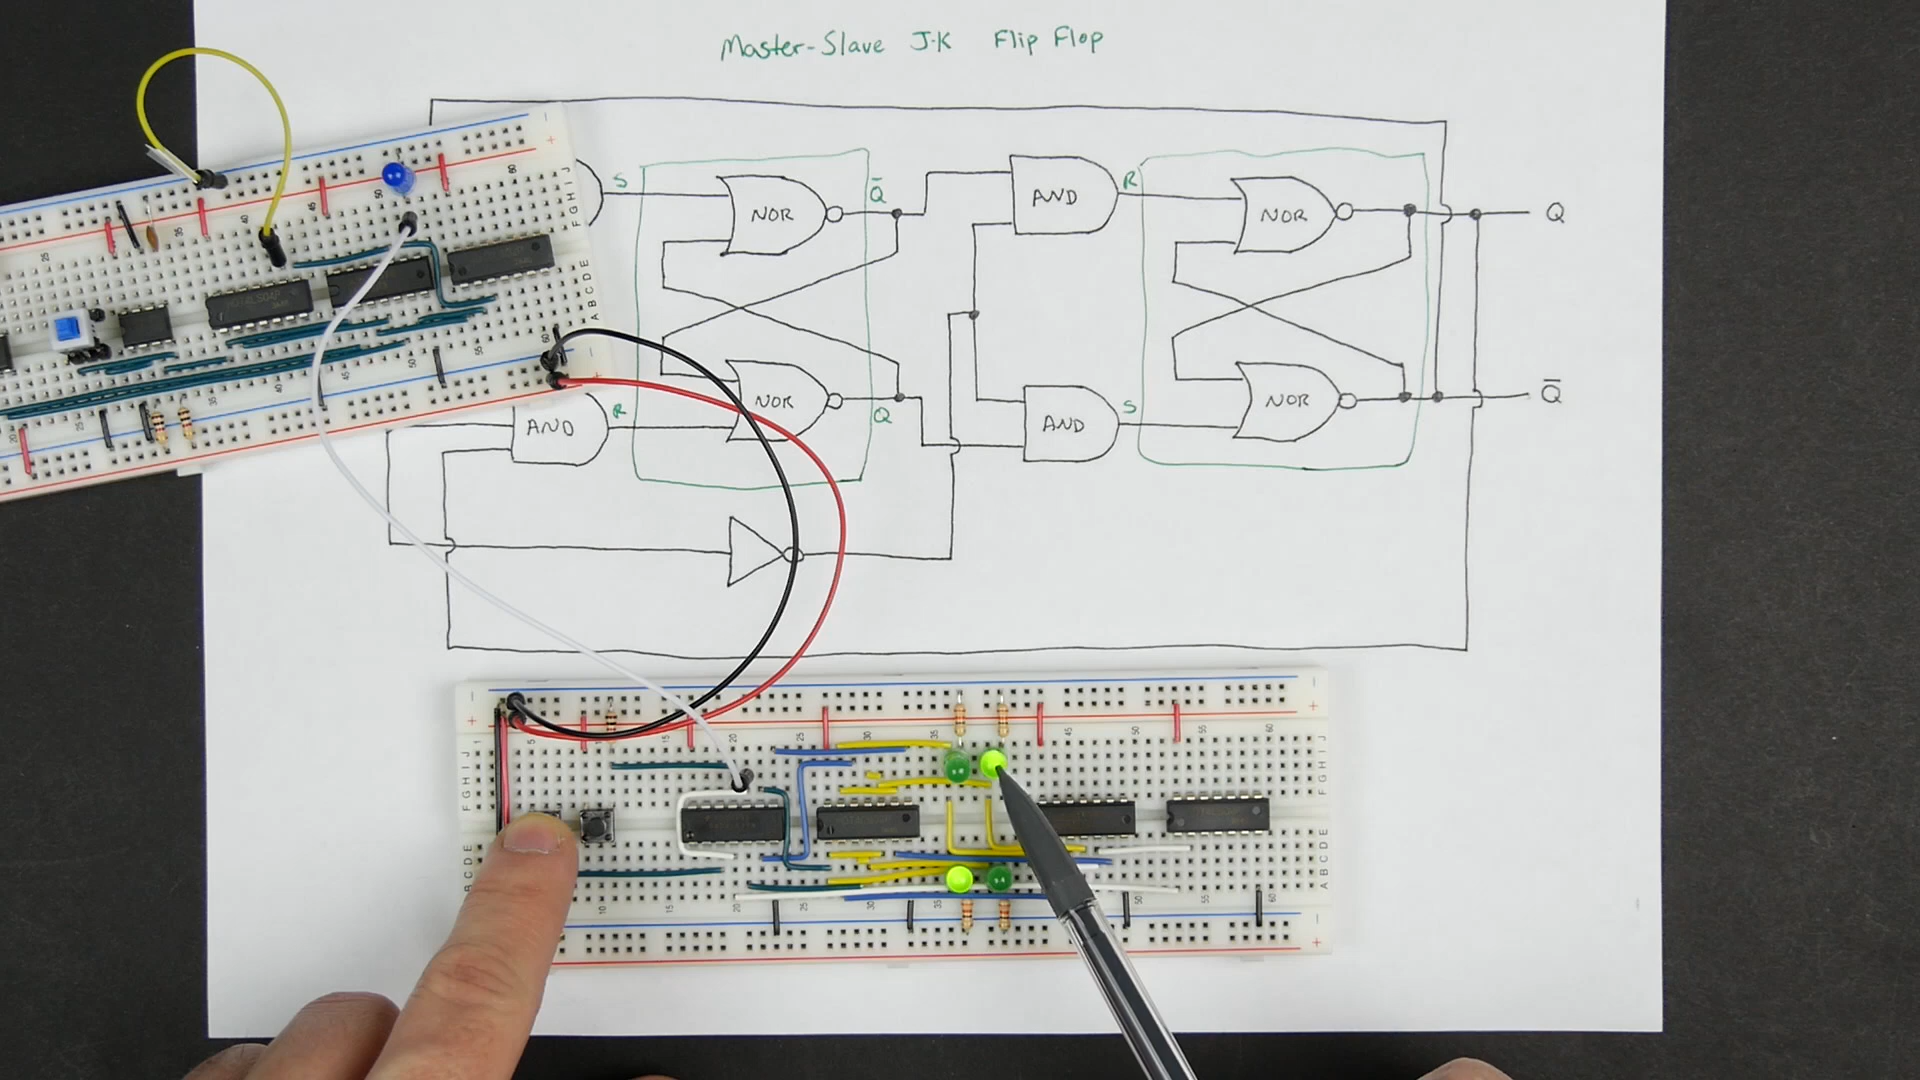 Master-Slave J-K Flip Flop
S
NOR
Q̅
AND
R
NOR
Q
AND
R
NOR
Q
AND
S
NOR
Q̅